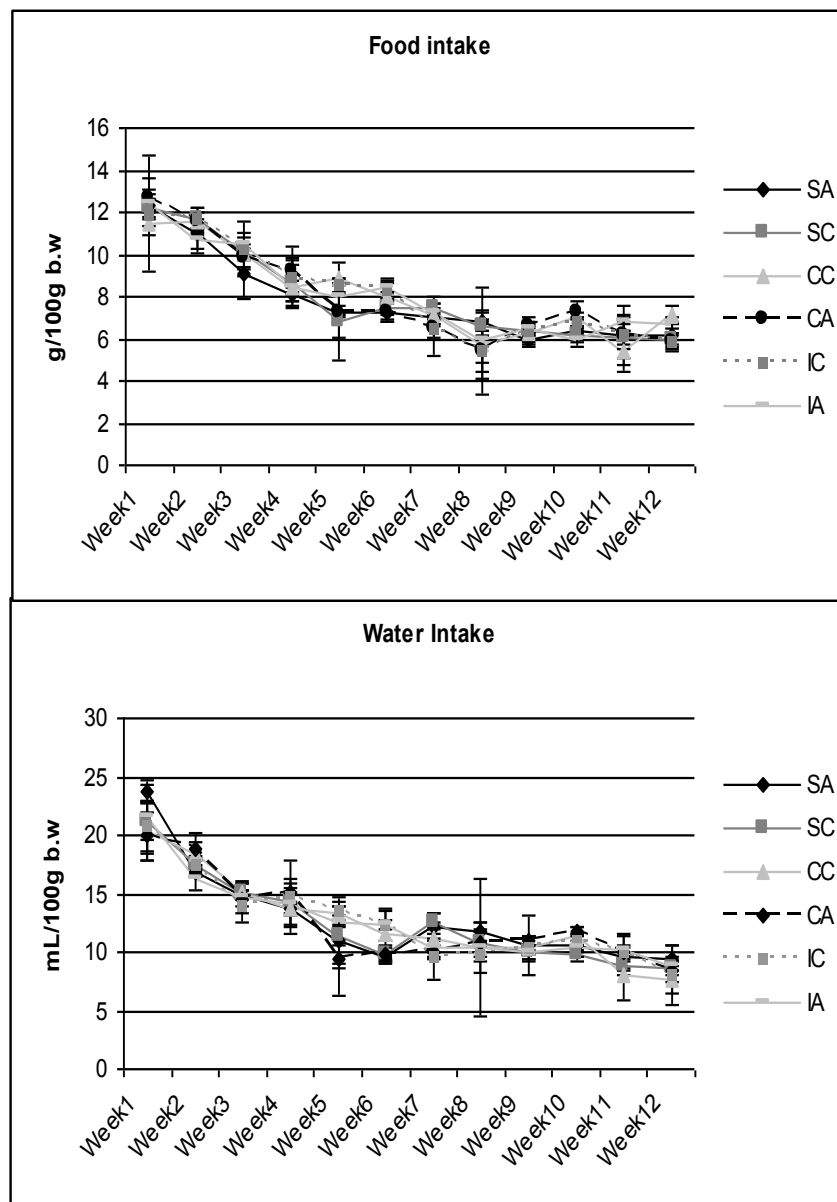 Food intake
g/100g b.w
16
14
12
10
8
6
4
2
0
Week1
Week2
Week3
Week4
Week5
Week6
Week7
Week8
Week9
Week10
Week11
Week12
SA
SC
CC
CA
IC
IA
Water Intake
mL/100g b.w
30
25
20
15
10
5
0
Week1
Week2
Week3
Week4
Week5
Week6
Week7
Week8
Week9
Week10
Week11
Week12
SA
SC
CC
CA
IC
IA